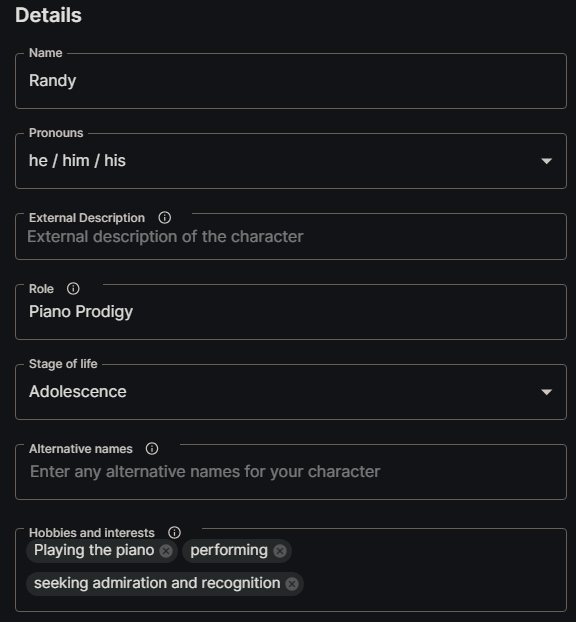 Details
Name
Randy
Pronouns
he / him / his
External Description
External description of the character
Role
Piano Prodigy
Stage of life
Adolescence
Alternative names
Enter any alternative names for your character
Hobbies and interests
Playing the piano performing
seeking admiration and recognition